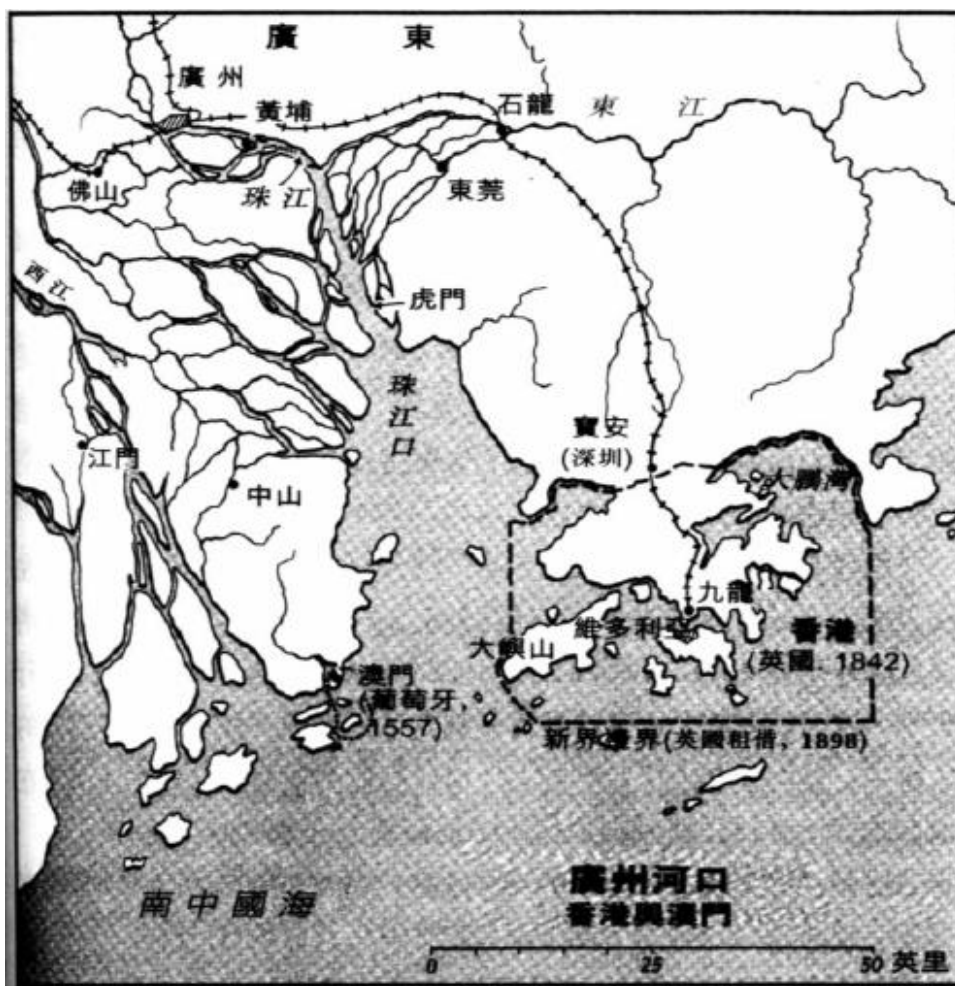 廣東
廣州
黃埔
石龍
東江
佛山
珠江
東莞
西江
虎門
珠江口
江門
中山
寶安
(深圳)
大鵬灣
九龍
維多利亞
大嶼山
香港
(英國. 1842)
澳門
(葡萄牙,
1557)
新界邊界(英國租借, 1898)
南中國海
廣州河口
香港與澳門
0 25 50 英里